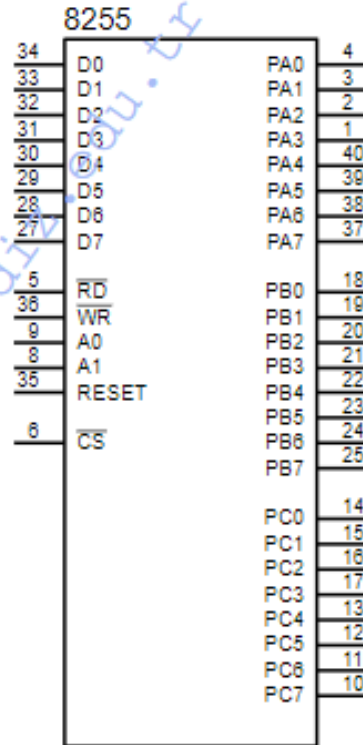 8255
34 D0 PA0 4
33 D1 PA1 3
32 D2 PA2 2
31 D3 PA3 1
30 D4 PA4 40
29 D5 PA5 39
28 D6 PA6 38
27 D7 PA7 37
5 RD PB0 18
36 WR PB1 19
9 A0 PB2 20
8 A1 PB3 21
35 RESET PB4 22
PB5 23
6 CS PB6 24
PB7 25
PC0 14
PC1 15
PC2 16
PC3 17
PC4 13
PC5 12
PC6 11
PC7 10
diz.edu.tr